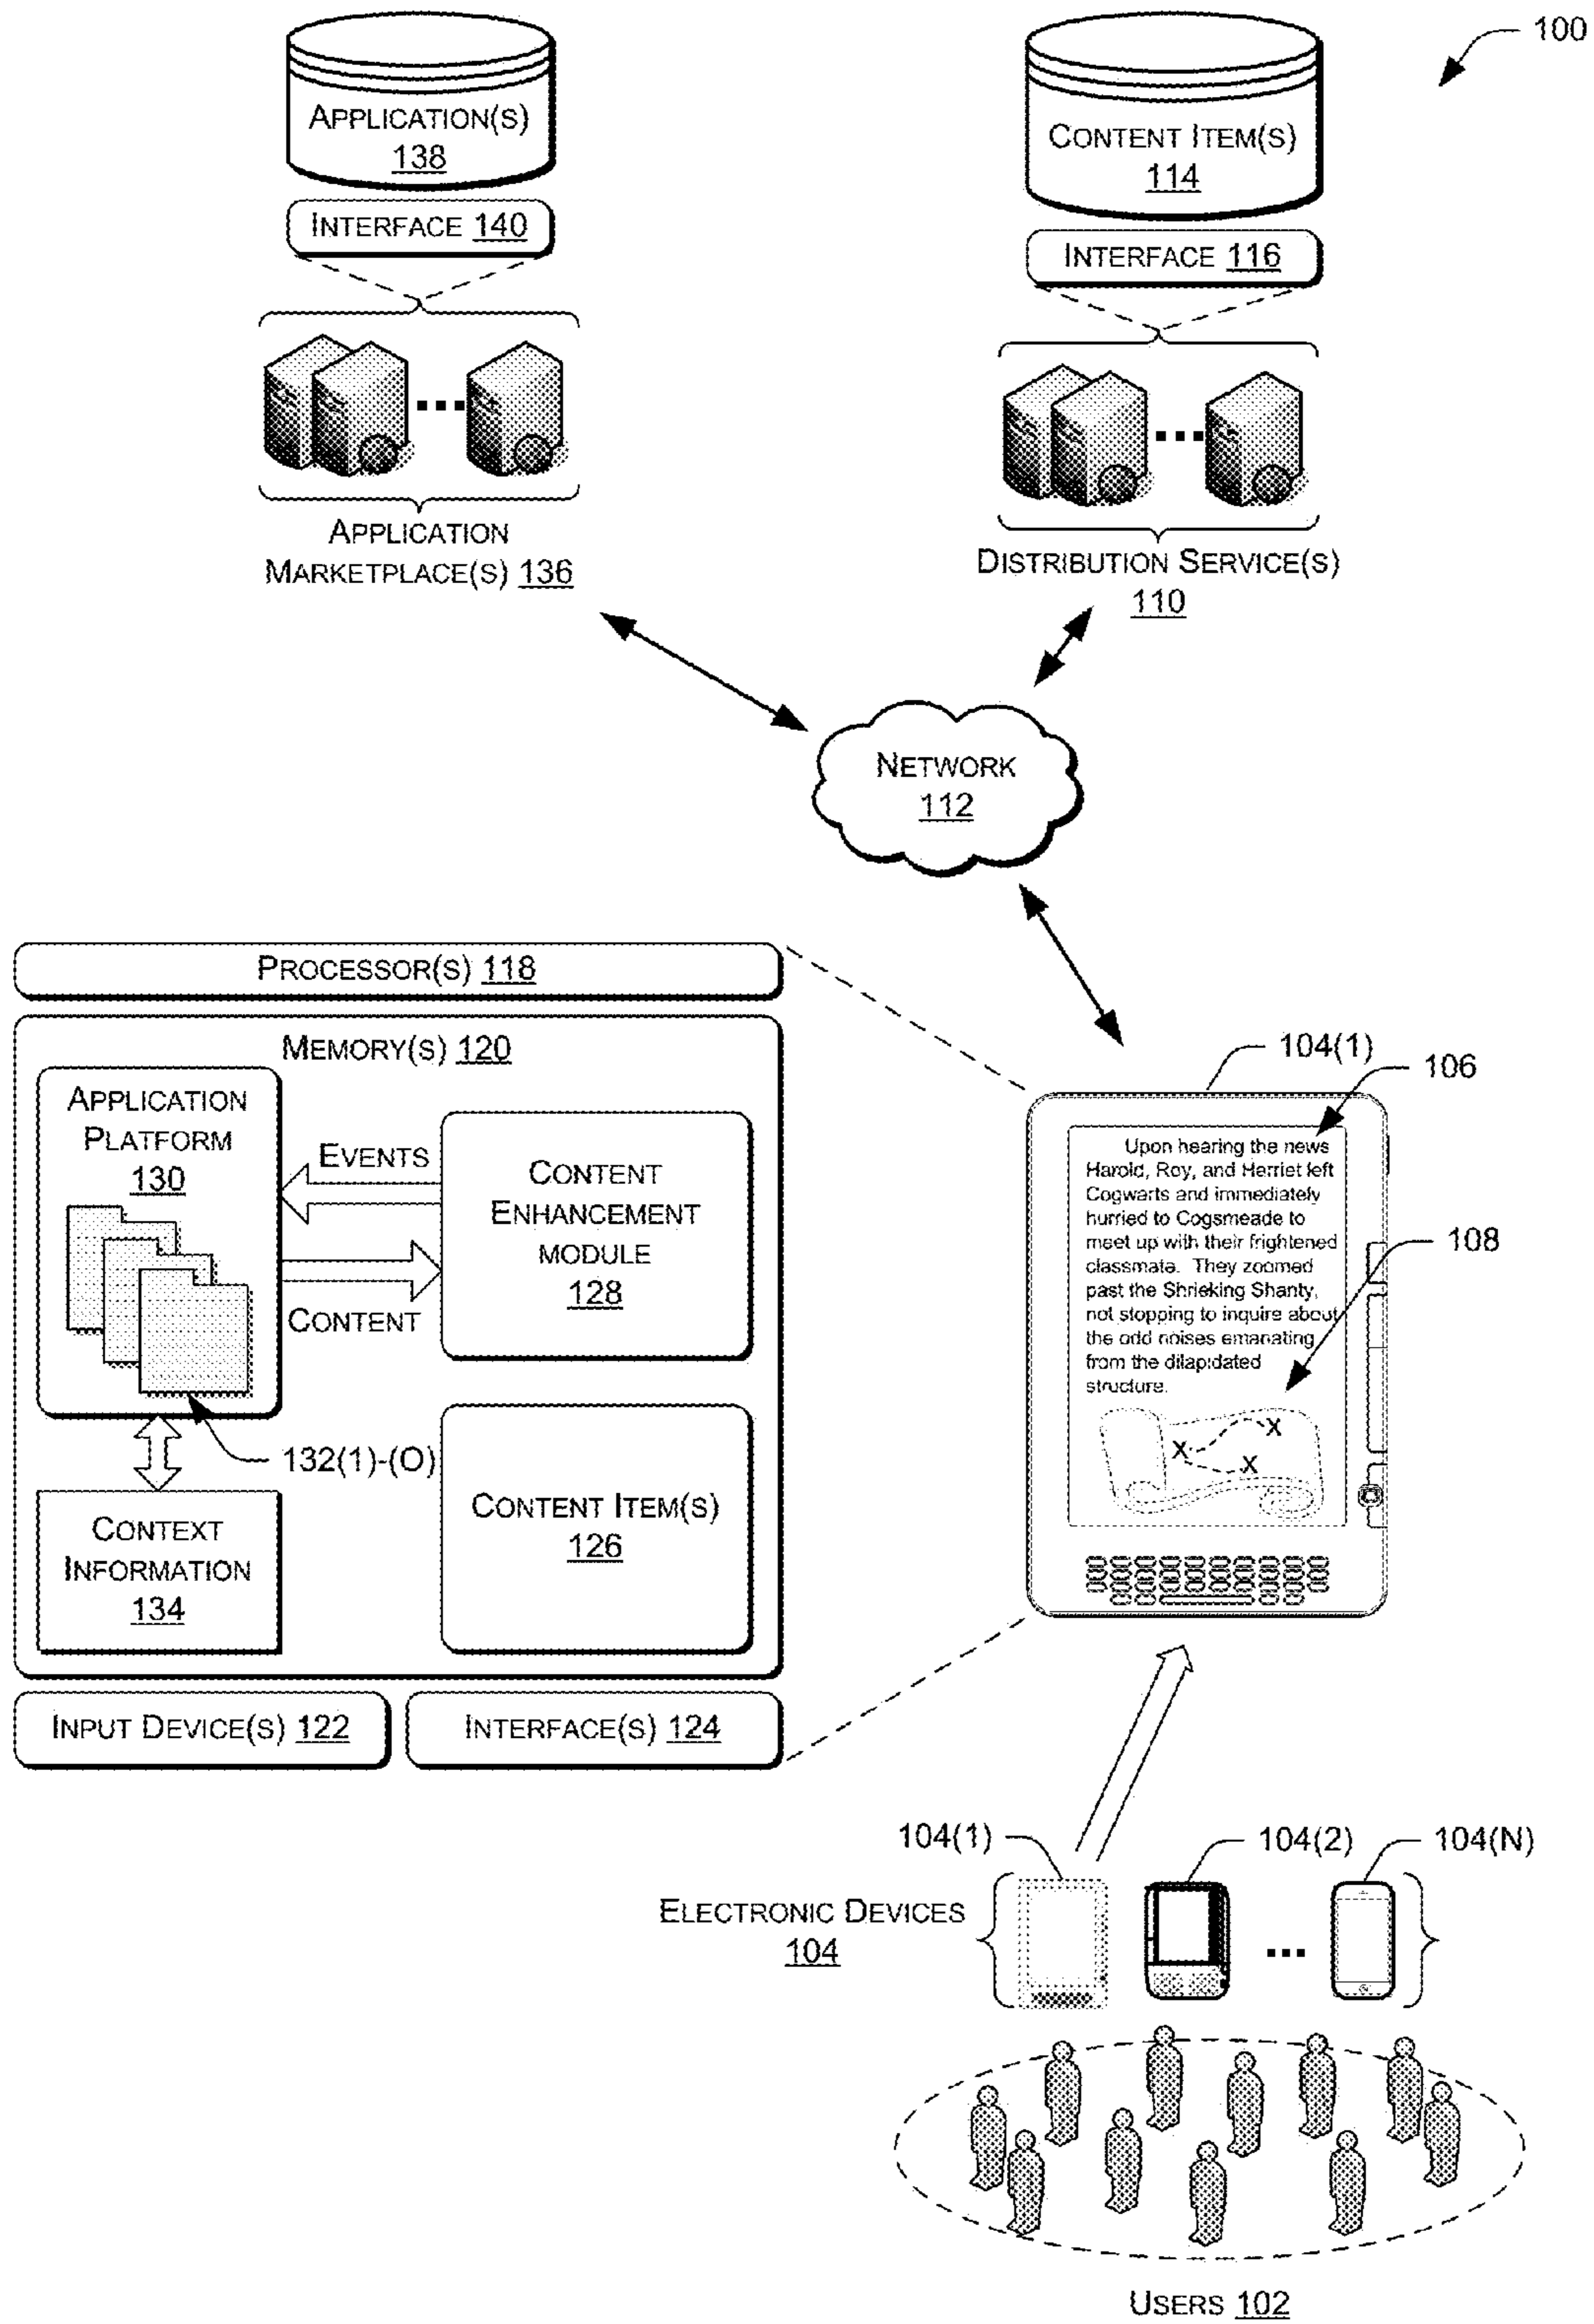 100
APPLICATION(S)
138
INTERFACE 140
CONTENT ITEM(S)
114
INTERFACE 116
APPLICATION
MARKETPLACE(S) 136
DISTRIBUTION SERVICE(S)
110
NETWORK
112
PROCESSOR(S) 118
MEMORY(S) 120
APPLICATION
PLATFORM
130
EVENTS
CONTENT
CONTENT
ENHANCEMENT
MODULE
128
132(1)-(O)
CONTEXT
INFORMATION
134
CONTENT ITEM(S)
126
INPUT DEVICE(S) 122
INTERFACE(S) 124
104(1)
106
Upon hearing the news
Harold, Roy, and Herriet left
Cogwarts and immediately
hurried to Cogsmeade to
meet up with their frightened
classmate. They zoomed
past the Shrieking Shanty,
not stopping to inquire about
the odd noises emanating
from the dilapidated
structure.
108
X
X
X
104(1)
104(2)
104(N)
ELECTRONIC DEVICES
104
USERS 102